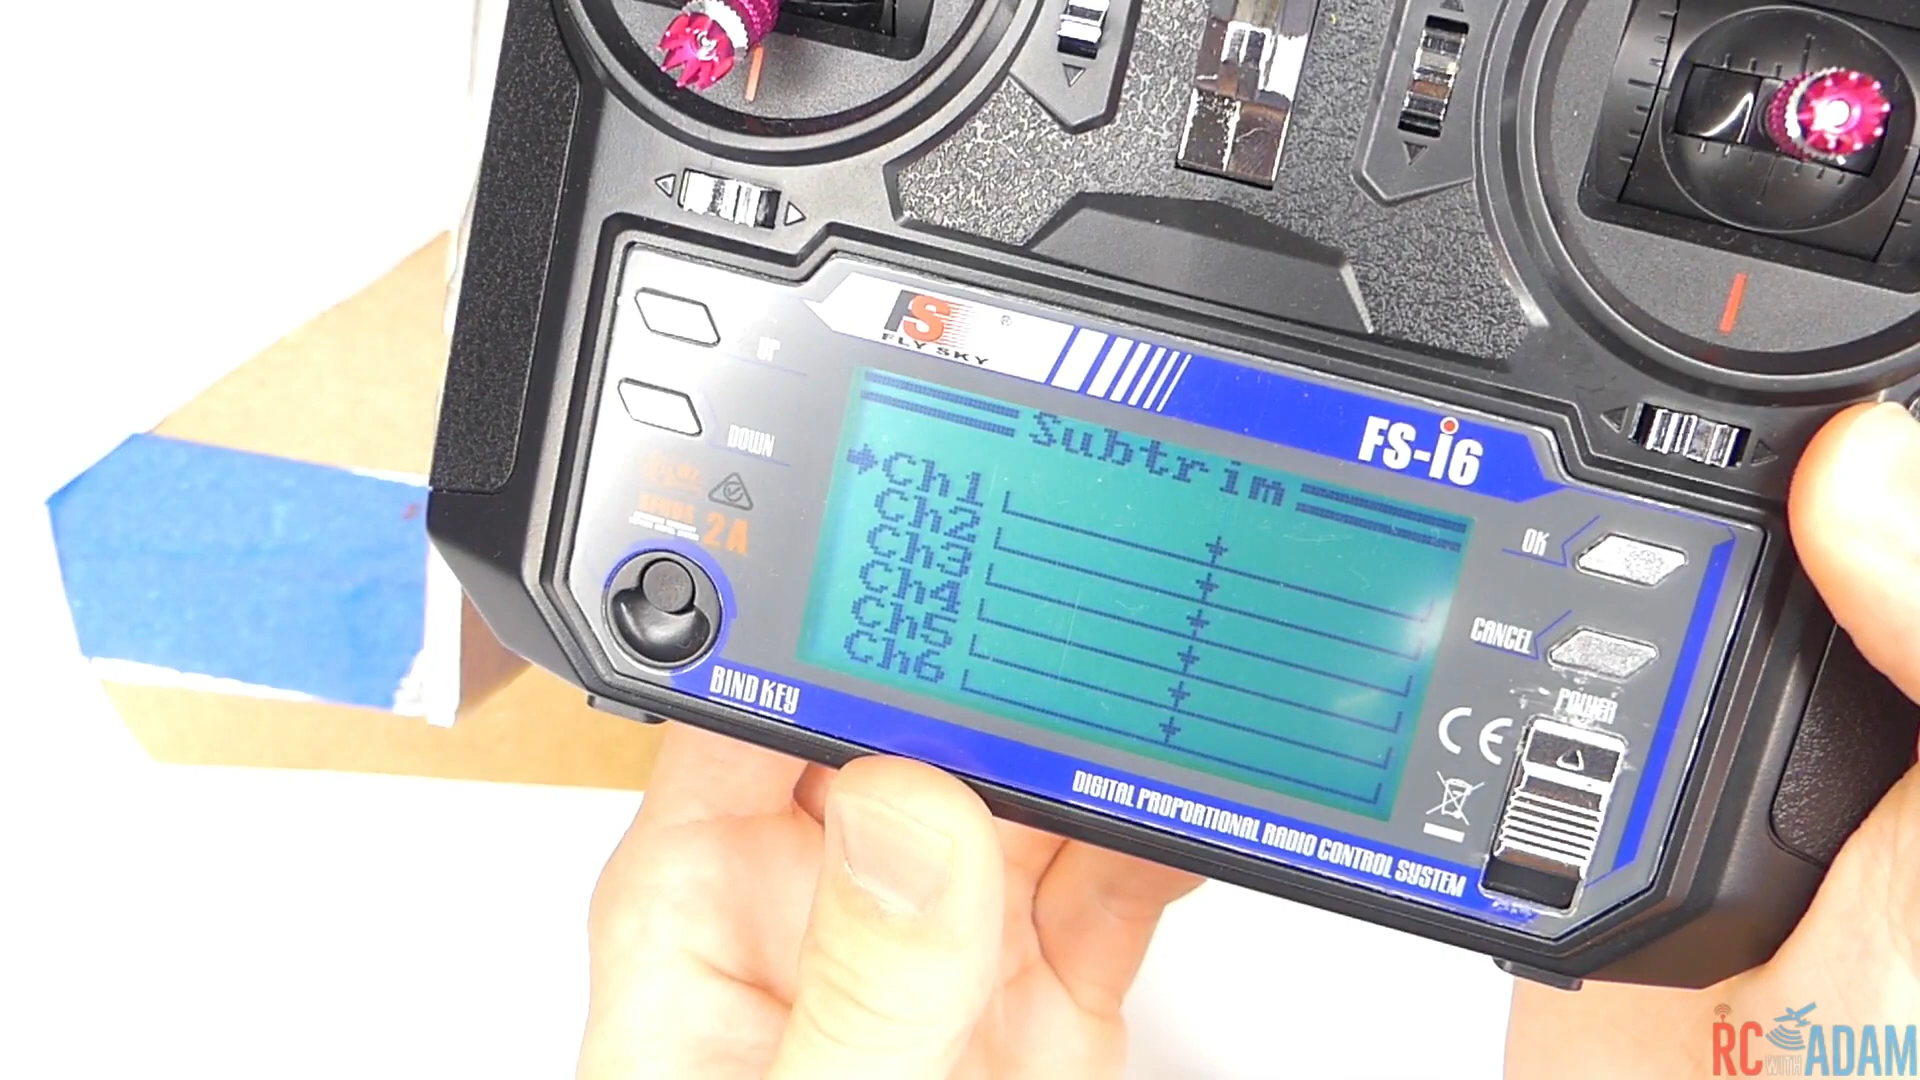 UP
DOWN
FS ®
FLY SKY
FS-i6
Subtrim
Ch1
Ch2
Ch3
Ch4
Ch5
Ch6
2A
OK
CANCEL
POWER
CE
BIND KEY
DIGITAL PROPORTIONAL RADIO CONTROL SYSTEM
RC WITH ADAM